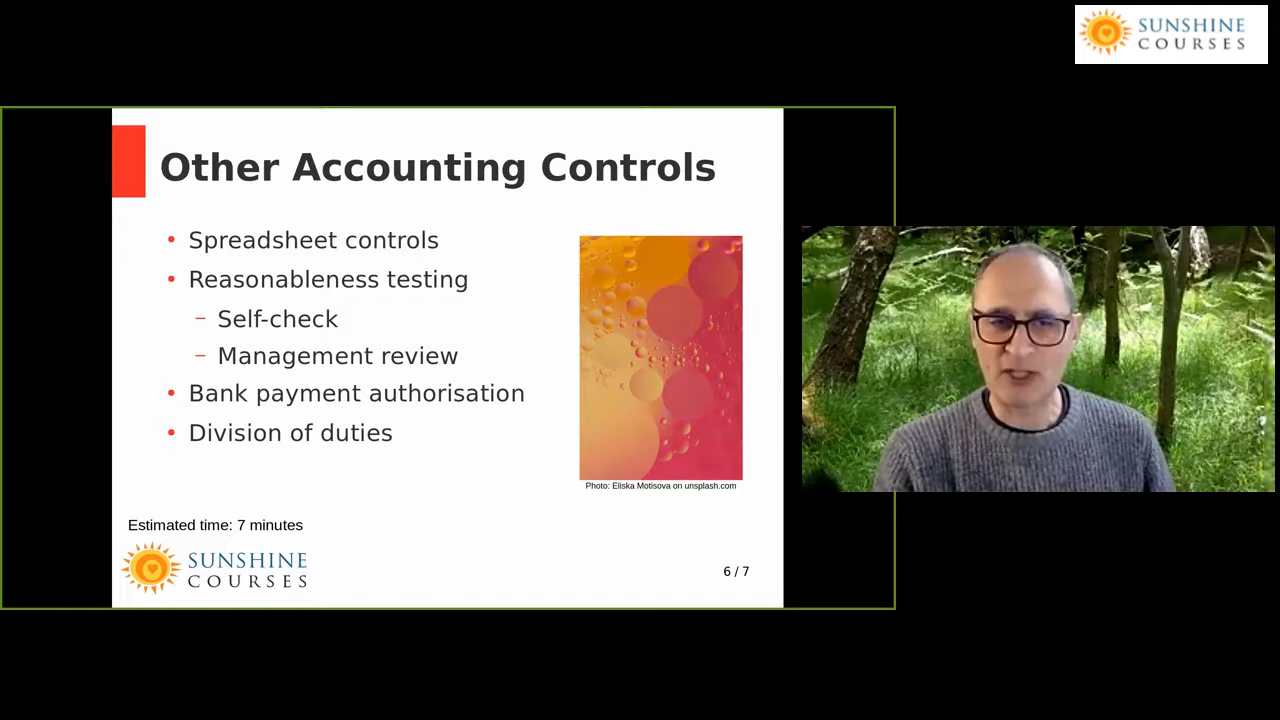 SUNSHINE
COURSES
Other Accounting Controls
• Spreadsheet controls
• Reasonableness testing
– Self-check
– Management review
• Bank payment authorisation
• Division of duties
Photo: Eliska Motisova on unsplash.com
Estimated time: 7 minutes
SUNSHINE
COURSES
6 / 7